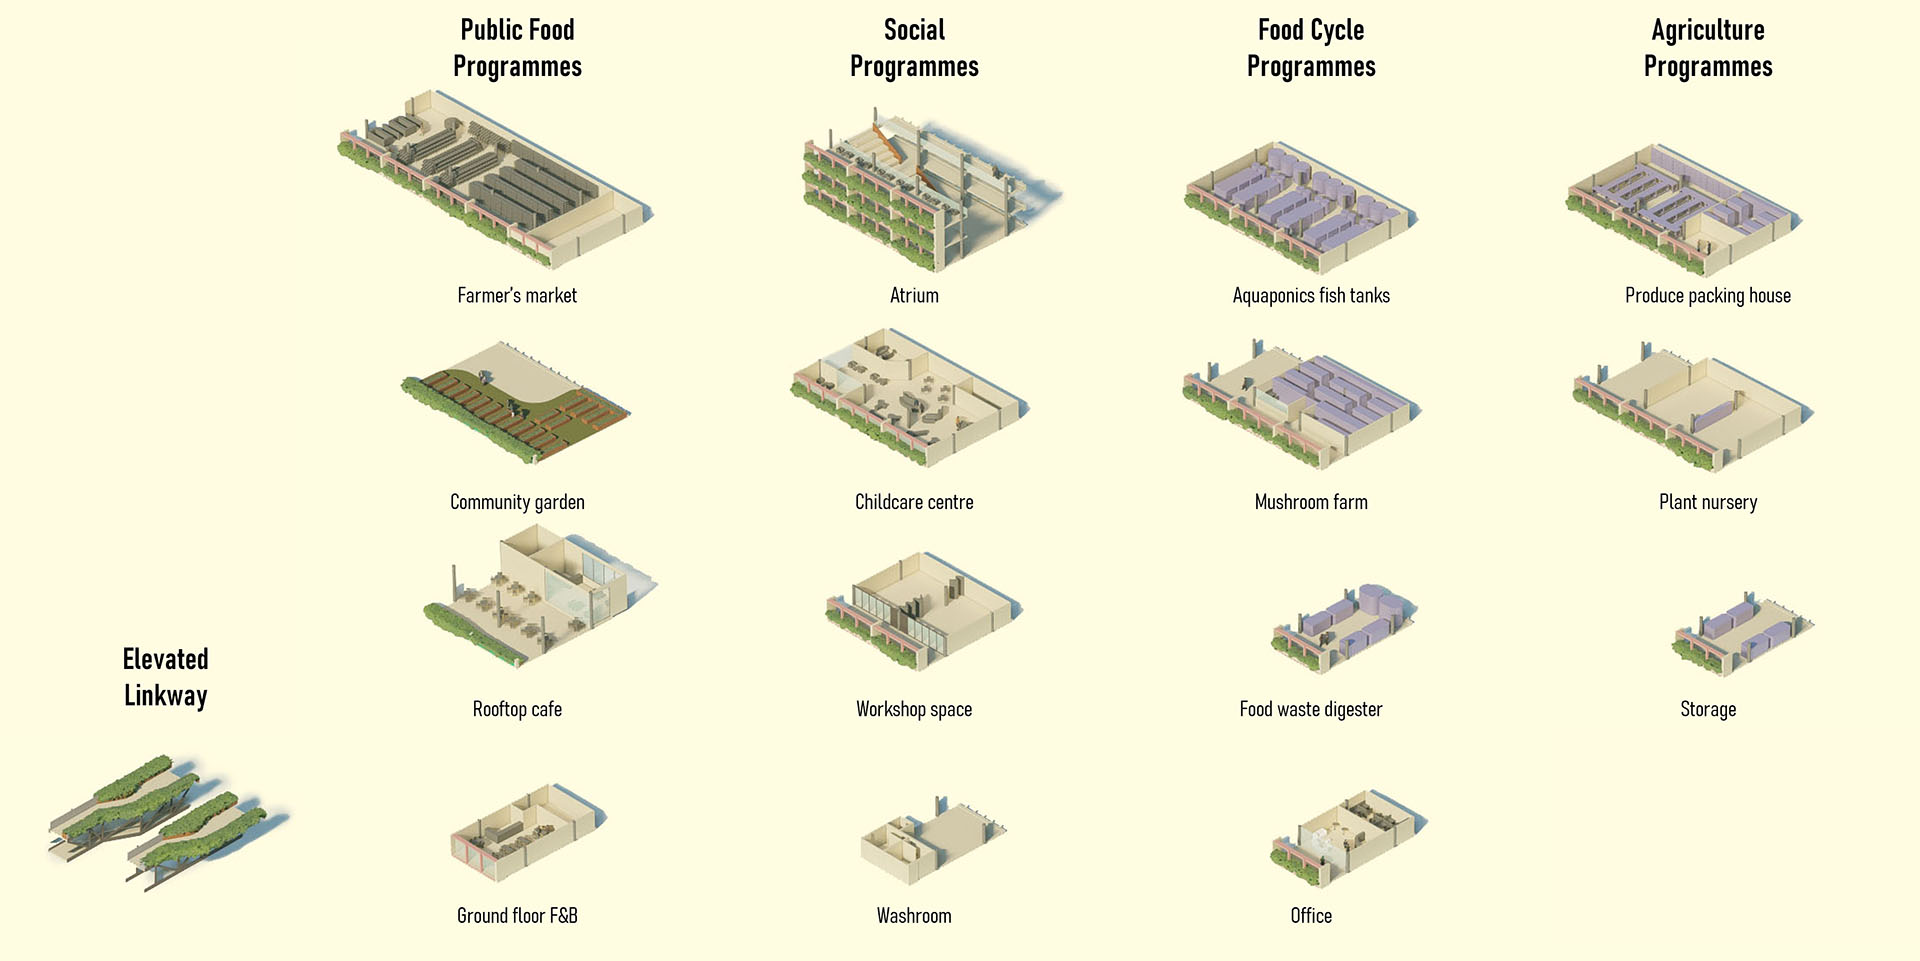 Public Food
Programmes
Social
Programmes
Food Cycle
Programmes
Agriculture
Programmes
Farmer's market
Atrium
Aquaponics fish tanks
Produce packing house
Community garden
Childcare centre
Mushroom farm
Plant nursery
Elevated
Linkway
Rooftop cafe
Workshop space
Food waste digester
Storage
Ground floor F&B
Washroom
Office